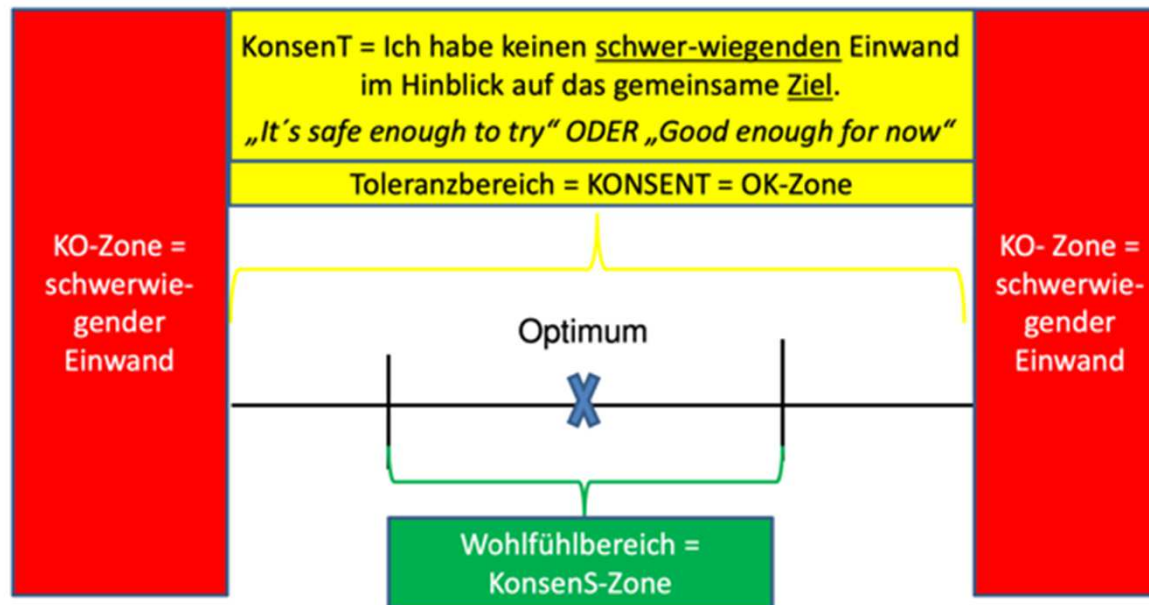 KonsenT = Ich habe keinen schwer-wiegenden Einwand
im Hinblick auf das gemeinsame Ziel.
„It´s safe enough to try“ ODER „Good enough for now“
Toleranzbereich = KONSENT = OK-Zone
KO-Zone =
schwerwie-
gender
Einwand
KO- Zone =
schwerwie-
gender
Einwand
Optimum
Wohlfühlbereich =
KonsenS-Zone